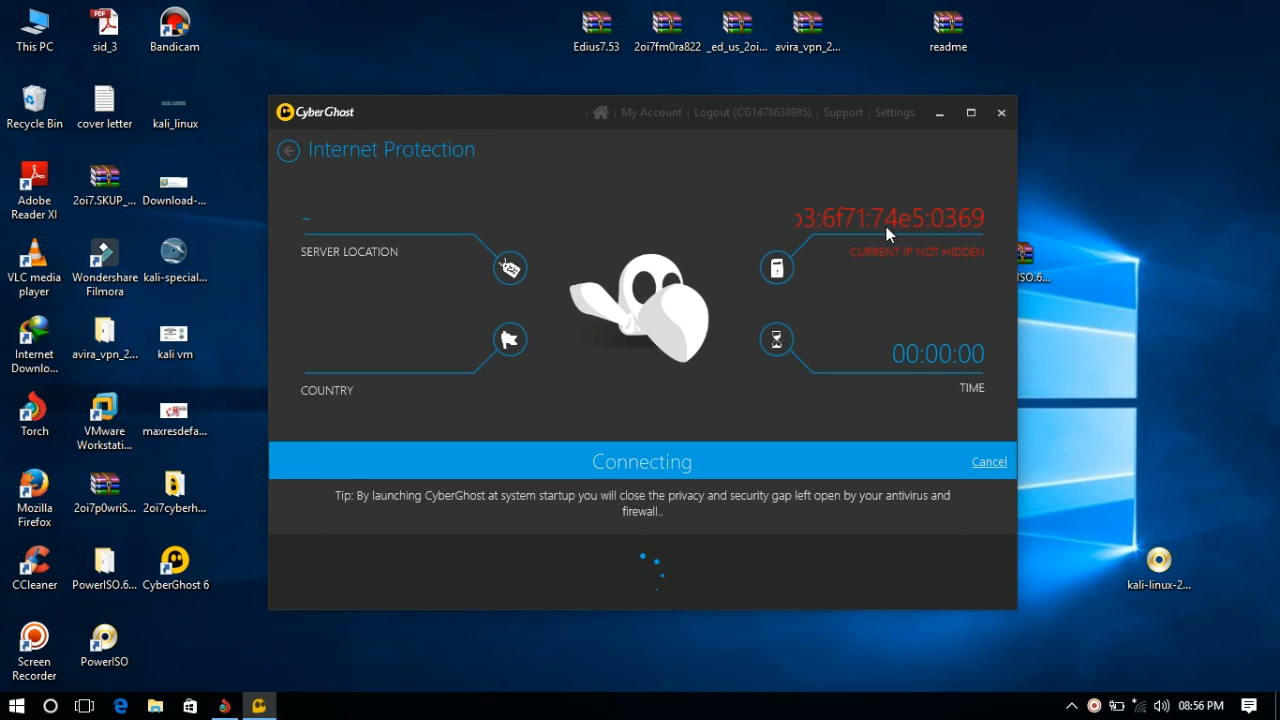 This PC
sid_3
Bandicam
Edius7.53
2oi7fm0ra822
_ed_us_2oi...
avira_vpn_2...
readme
Recycle Bin
cover letter
kali_linux
Adobe
Reader XI
2oi7.SKUP_...
Download-...
VLC media
player
Wondershare
Filmora
kali-special...
Internet
Downlo...
avira_vpn_2...
kali vm
Torch
VMware
Workstati...
maxresdefa...
Mozilla
Firefox
2oi7p0wriS...
2oi7cyberh...
CCleaner
PowerISO.6...
CyberGhost 6
Screen
Recorder
PowerISO
ISO.6...
kali-linux-2...
CyberGhost
My Account
Logout (CG1478638985)
Support
Settings
Internet Protection
SERVER LOCATION
3:6f71:74e5:0369
CURRENT IF NOT HIDDEN
COUNTRY
00:00:00
TIME
Connecting
Cancel
Tip: By launching CyberGhost at system startup you will close the privacy and security gap left open by your antivirus and
firewall..
08:56 PM